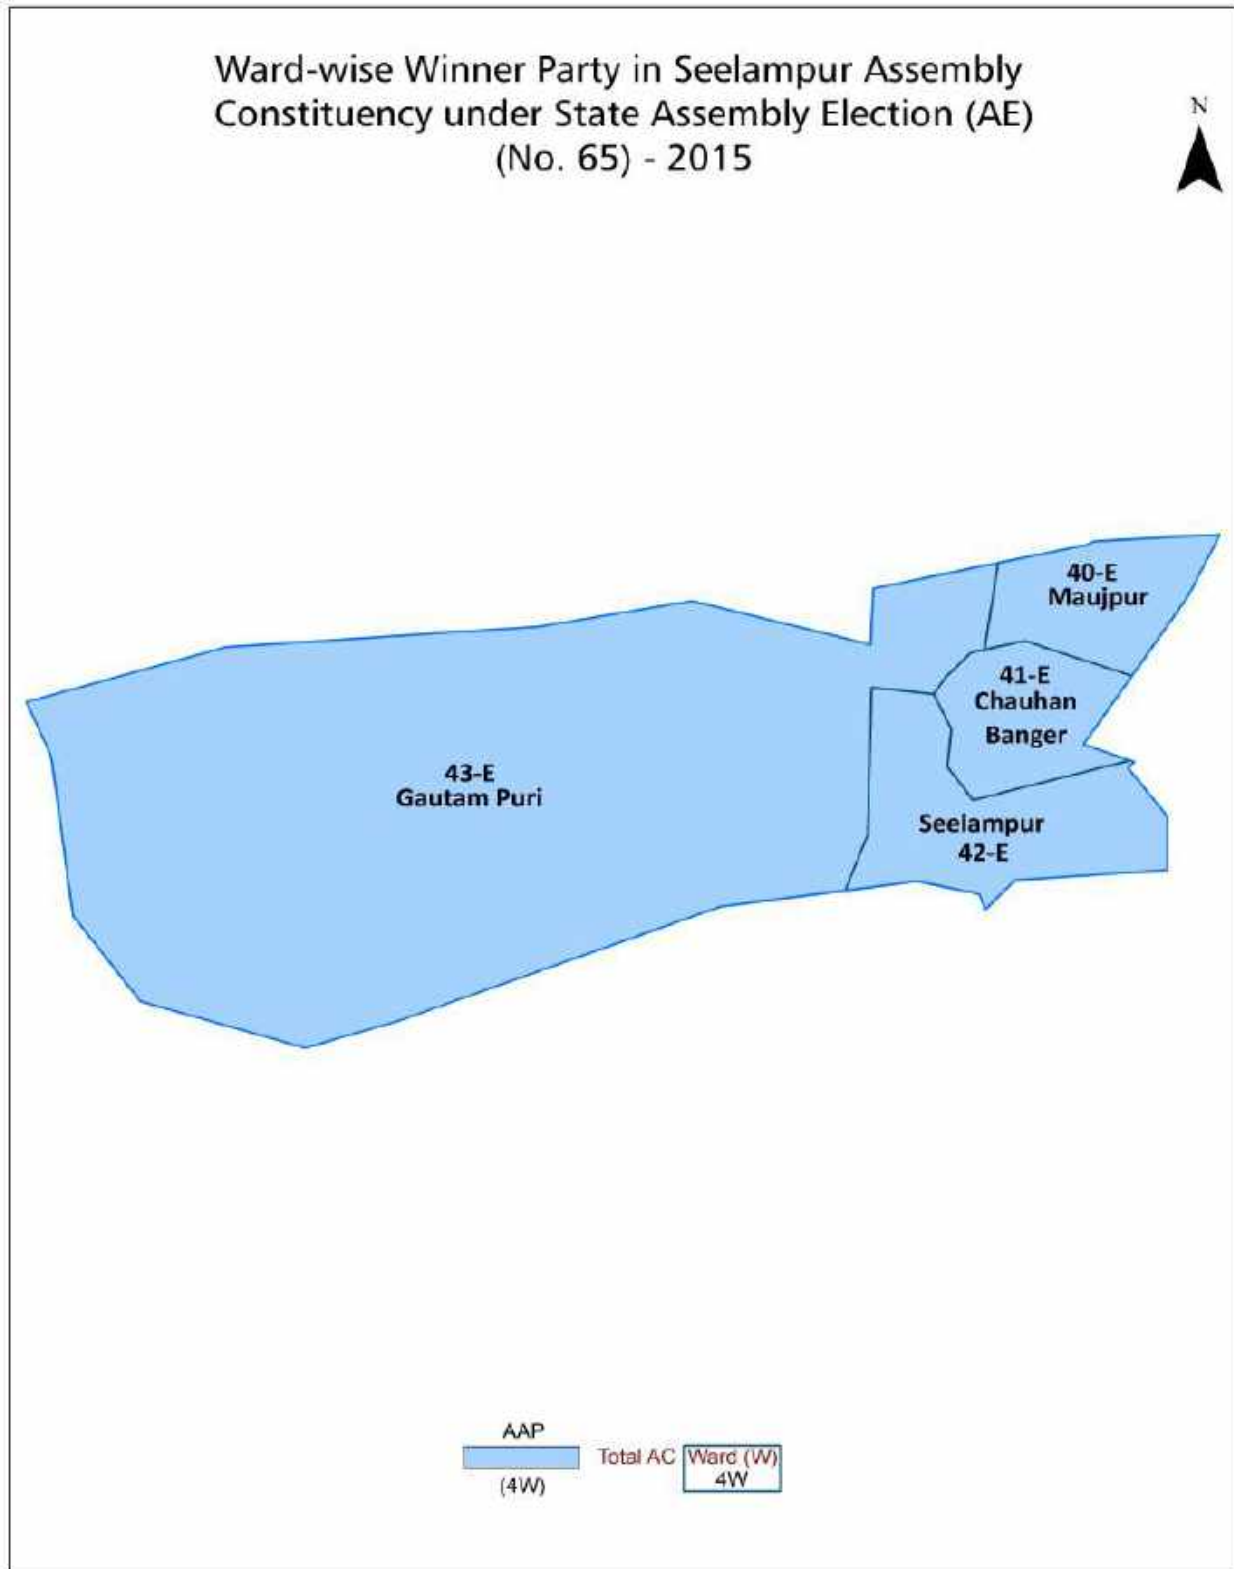 Ward-wise Winner Party in Seelampur Assembly
Constituency under State Assembly Election (AE)
(No. 65) - 2015
N
40-E
Maujpur
41-E
Chauhan
Banger
43-E
Gautam Puri
Seelampur
42-E
AAP
(4W)
Total AC
Ward (W)
4W